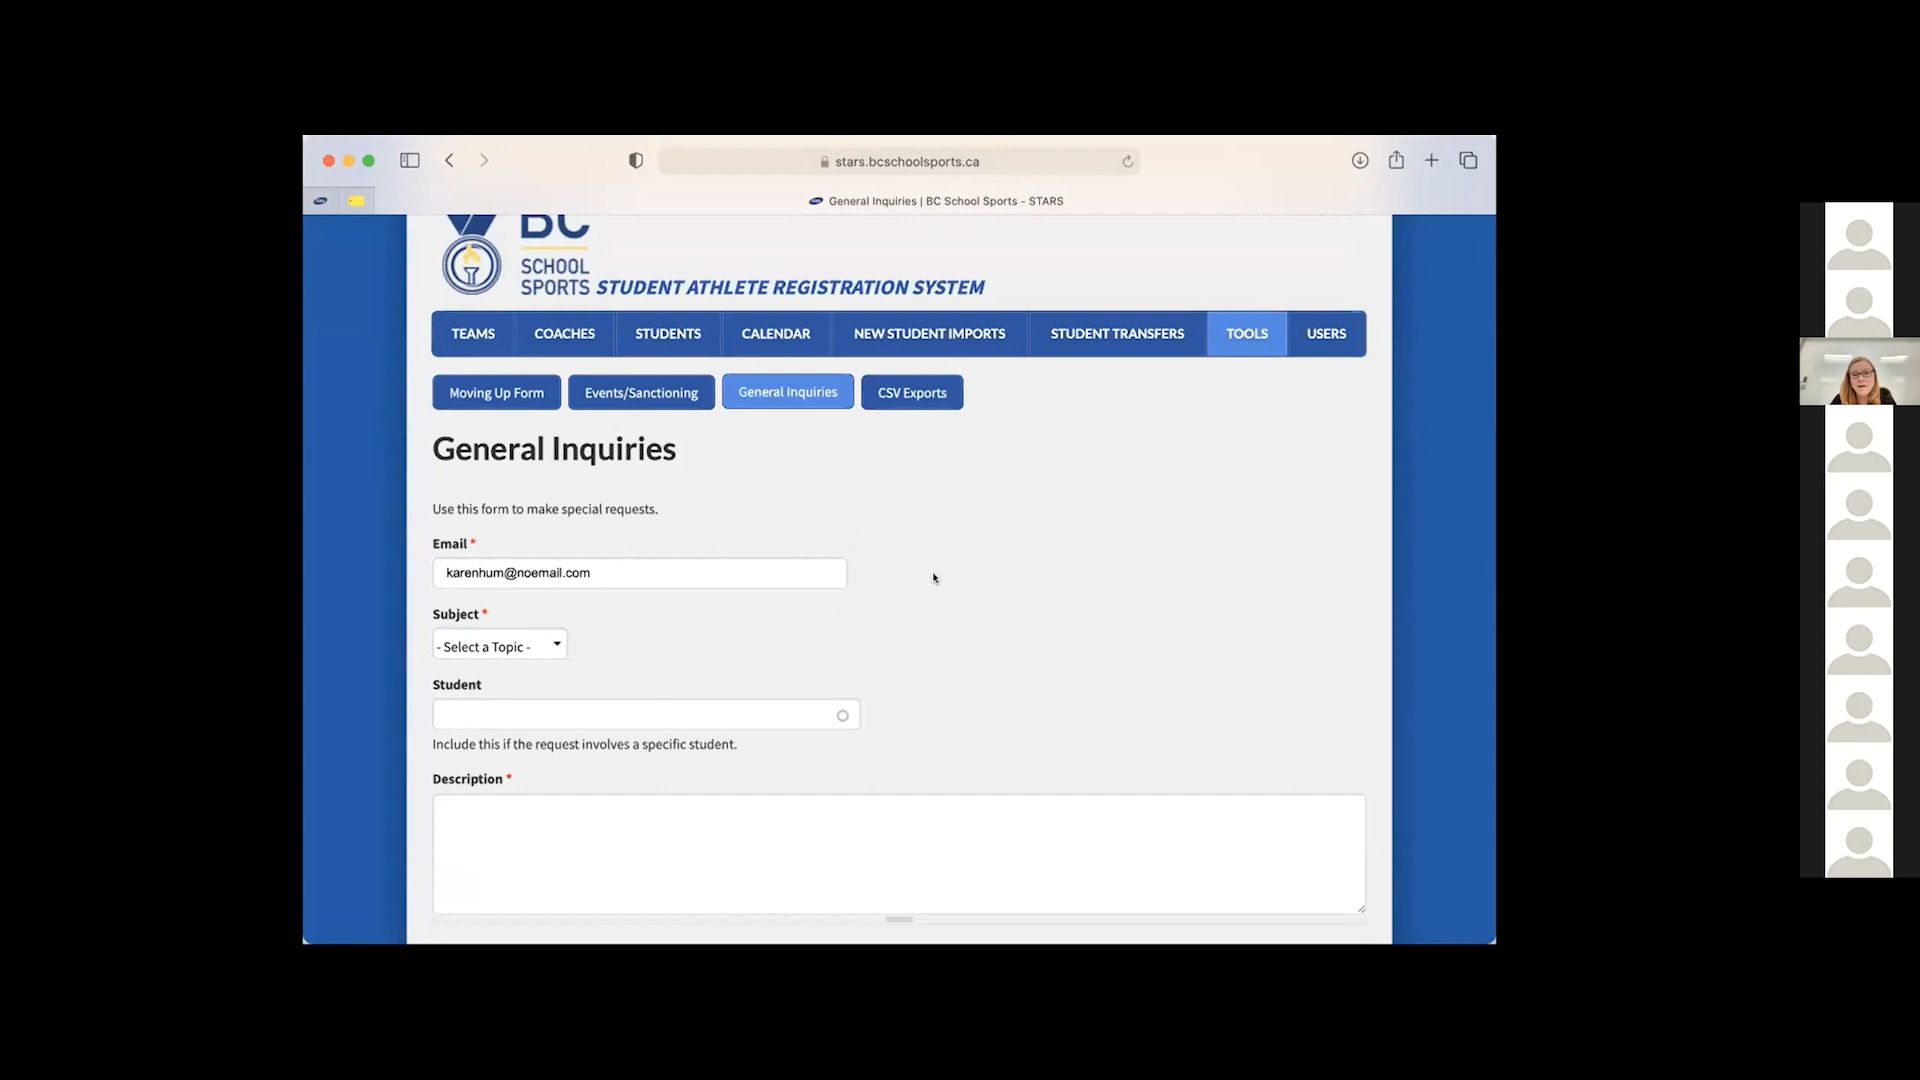 stars.bcschoolsports.ca
General Inquiries | BC School Sports - STARS
BC
SCHOOL
SPORTS STUDENT ATHLETE REGISTRATION SYSTEM
TEAMS COACHES STUDENTS CALENDAR NEW STUDENT IMPORTS STUDENT TRANSFERS TOOLS USERS
Moving Up Form Events/Sanctioning General Inquiries CSV Exports
General Inquiries
Use this form to make special requests.
Email *
karenhum@noemail.com
Subject *
- Select a Topic -
Student
Include this if the request involves a specific student.
Description *